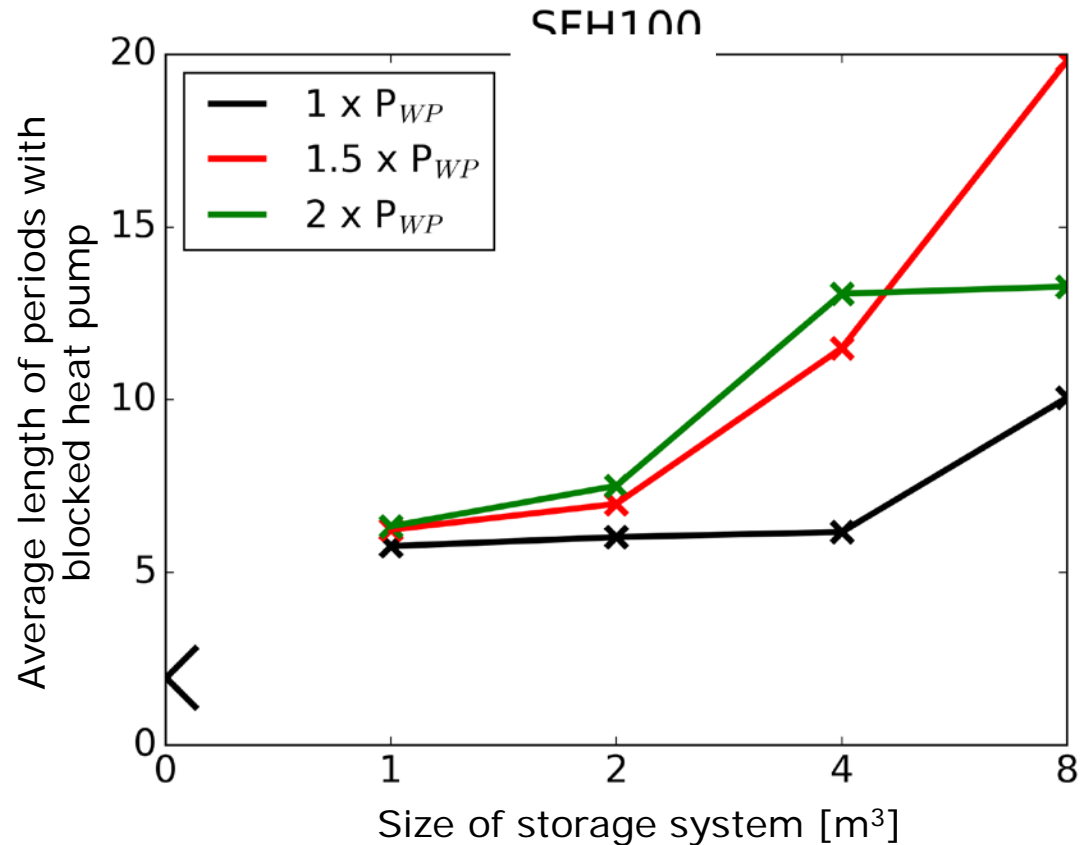 SFH100
20
15
10
5
0
1 x P_WP
1.5 x P_WP
2 x P_WP
Average length of periods with
blocked heat pump
0 1 2 4 8
Size of storage system [m³]